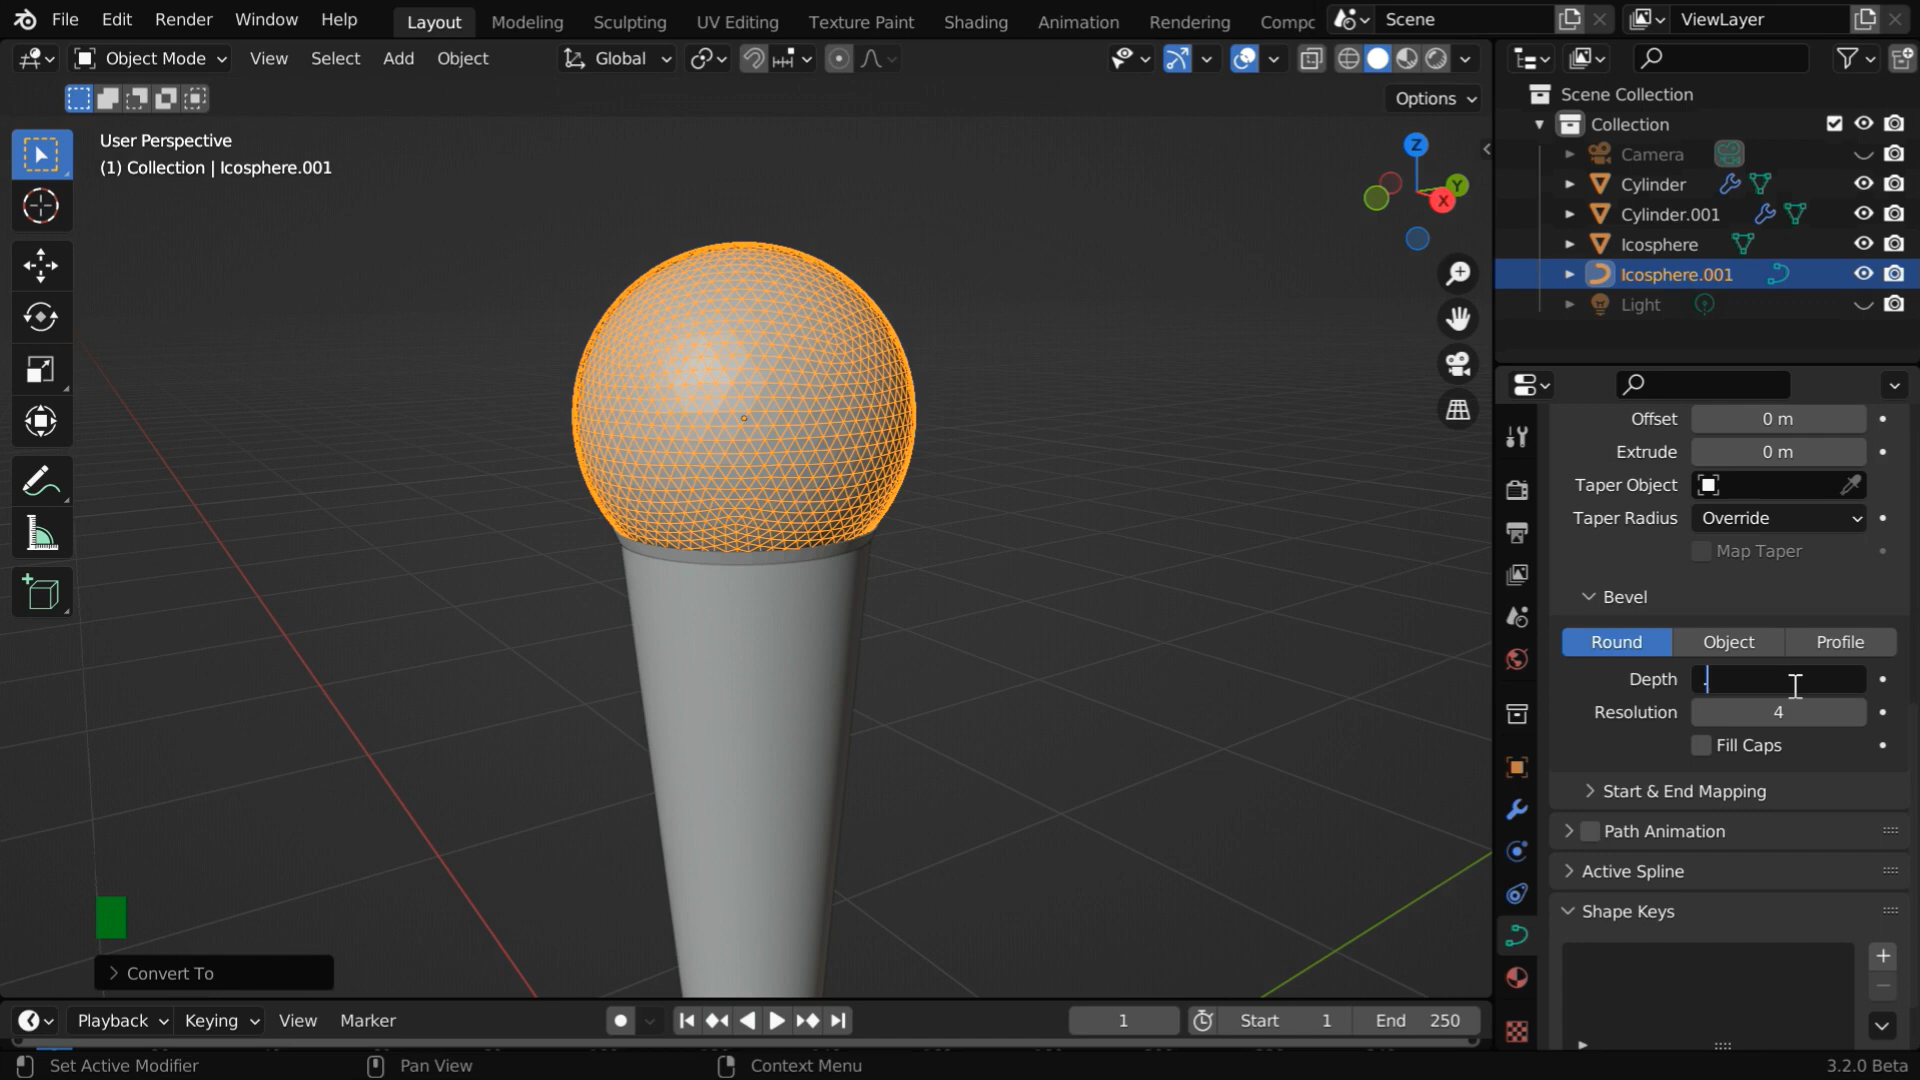 File Edit Render Window Help Layout Modeling Sculpting UV Editing Texture Paint Shading Animation Rendering Compc Scene ViewLayer
Object Mode View Select Add Object Global
Options
User Perspective
(1) Collection | Icosphere.001
Z
Y
X
Scene Collection
Collection
Camera
Cylinder
Cylinder.001
Icosphere
Icosphere.001
Light
Offset 0 m
Extrude 0 m
Taper Object
Taper Radius Override
Map Taper
Bevel
Round Object Profile
Depth .
Resolution 4
Fill Caps
Start & End Mapping
Path Animation
Active Spline
Shape Keys
Convert To
Playback Keying View Marker 1 Start 1 End 250
Set Active Modifier Pan View Context Menu 3.2.0 Beta